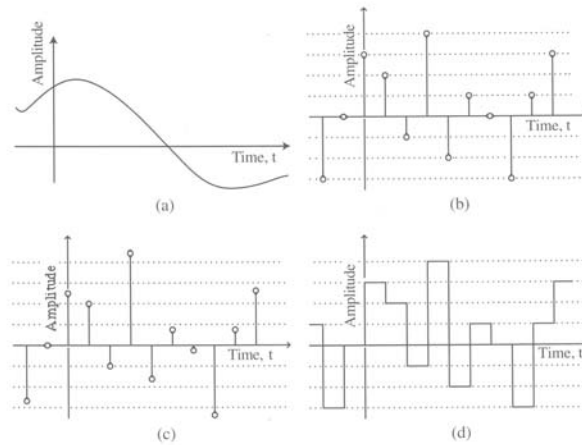 Amplitude
Time, t
(a)
Amplitude
Time, t
(b)
Amplitude
Time, t
(c)
Amplitude
Time, t
(d)